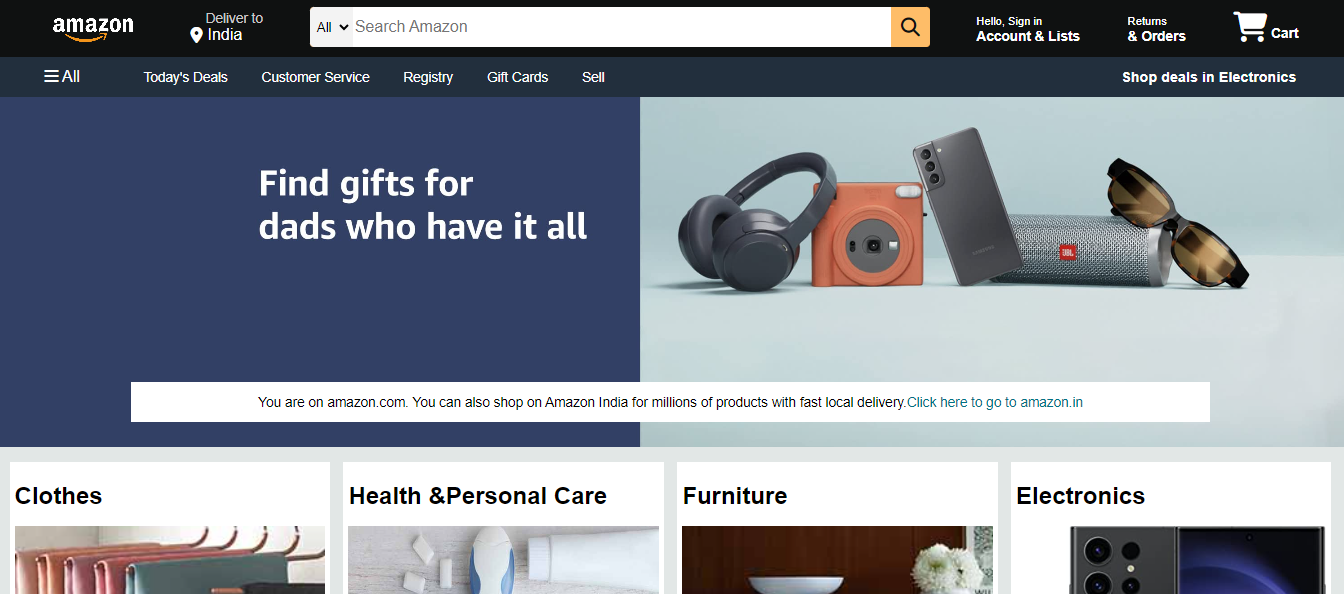 amazon
Deliver to
India
All
Search Amazon
Hello, Sign in
Account & Lists
Returns
& Orders
Cart
All
Today's Deals
Customer Service
Registry
Gift Cards
Sell
Shop deals in Electronics
Find gifts for
dads who have it all
SAMSUNG
JBL
You are on amazon.com. You can also shop on Amazon India for millions of products with fast local delivery.Click here to go to amazon.in
Clothes
Health &Personal Care
Furniture
Electronics